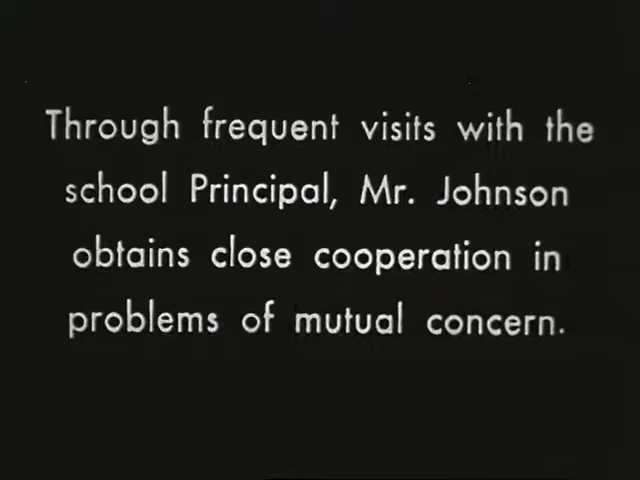 Through frequent visits with the
school Principal, Mr. Johnson
obtains close cooperation in
problems of mutual concern.